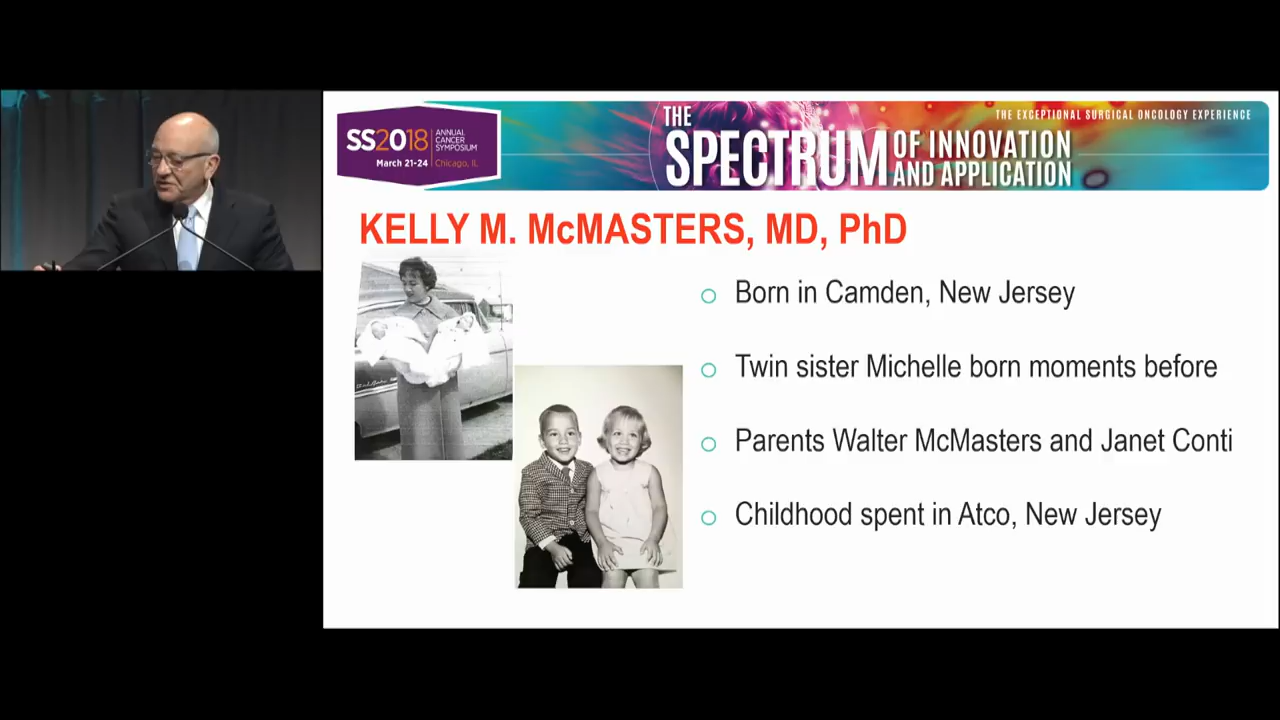 SS2018
ANNUAL
CANCER
SYMPOSIUM
March 21-24
Chicago, IL
THE
SPECTRUM
OF INNOVATION
AND APPLICATION
THE EXCEPTIONAL SURGICAL ONCOLOGY EXPERIENCE
KELLY M. McMASTERS, MD, PhD
Born in Camden, New Jersey
Twin sister Michelle born moments before
Parents Walter McMasters and Janet Conti
Childhood spent in Atco, New Jersey